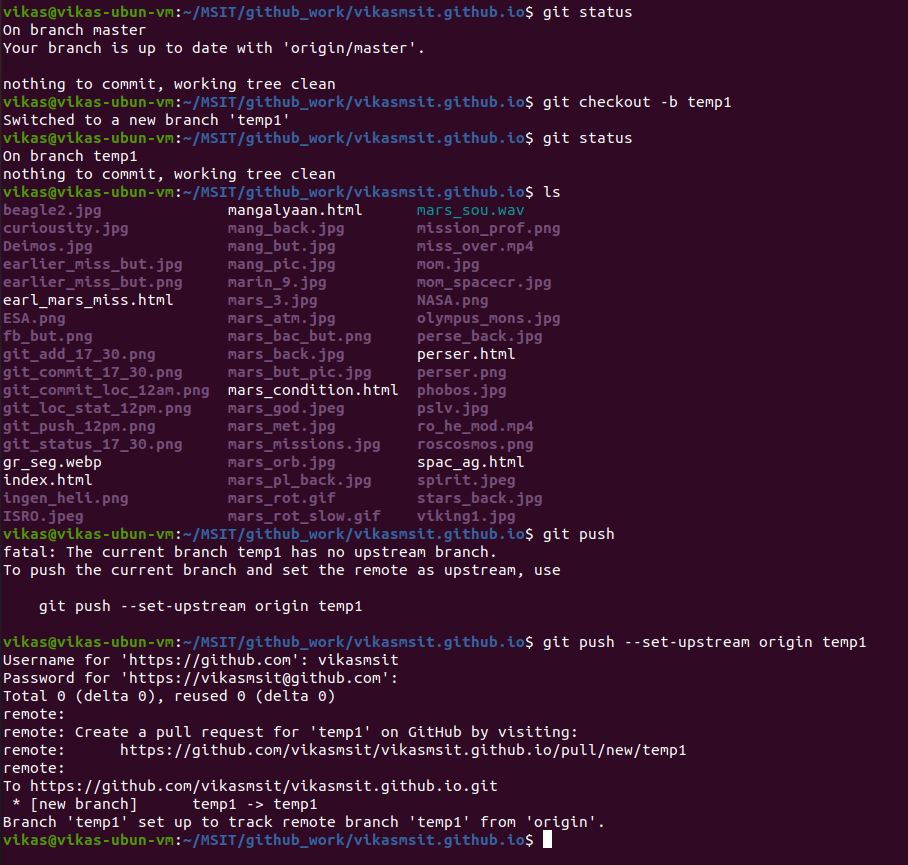 vikas@vikas-ubun-vm:~/MSIT/github_work/vikasmsit.github.io$ git status
On branch master
Your branch is up to date with 'origin/master'.

nothing to commit, working tree clean
vikas@vikas-ubun-vm:~/MSIT/github_work/vikasmsit.github.io$ git checkout -b temp1
Switched to a new branch 'temp1'
vikas@vikas-ubun-vm:~/MSIT/github_work/vikasmsit.github.io$ git status
On branch temp1
nothing to commit, working tree clean
vikas@vikas-ubun-vm:~/MSIT/github_work/vikasmsit.github.io$ ls
beagle2.jpg              mangalyaan.html      mars_sou.wav
curiousity.jpg           mang_back.jpg        mission_prof.png
Deimos.jpg               mang_but.jpg         miss_over.mp4
earlier_miss_but.jpg     mang_pic.jpg         mom.jpg
earlier_miss_but.png     marin_9.jpg          mom_spacecr.jpg
earl_mars_miss.html      mars_3.jpg           NASA.png
ESA.png                  mars_atm.jpg         olympus_mons.jpg
fb_but.png               mars_bac_but.png     perse_back.jpg
git_add_17_30.png        mars_back.jpg        perser.html
git_commit_17_30.png     mars_but_pic.jpg     perser.png
git_commit_loc_12am.png  mars_condition.html  phobos.jpg
git_loc_stat_12pm.png    mars_god.jpeg        pslv.jpg
git_push_12pm.png        mars_met.jpg         ro_he_mod.mp4
git_status_17_30.png     mars_missions.jpg    roscosmos.png
gr_seg.webp              mars_orb.jpg         spac_ag.html
index.html               mars_pl_back.jpg     spirit.jpeg
ingen_heli.png           mars_rot.gif         stars_back.jpg
ISRO.jpeg                mars_rot_slow.gif    viking1.jpg
vikas@vikas-ubun-vm:~/MSIT/github_work/vikasmsit.github.io$ git push
fatal: The current branch temp1 has no upstream branch.
To push the current branch and set the remote as upstream, use

    git push --set-upstream origin temp1

vikas@vikas-ubun-vm:~/MSIT/github_work/vikasmsit.github.io$ git push --set-upstream origin temp1
Username for 'https://github.com': vikasmsit
Password for 'https://vikasmsit@github.com':
Total 0 (delta 0), reused 0 (delta 0)
remote:
remote: Create a pull request for 'temp1' on GitHub by visiting:
remote:      https://github.com/vikasmsit/vikasmsit.github.io/pull/new/temp1
remote:
To https://github.com/vikasmsit/vikasmsit.github.io.git
 * [new branch]      temp1 -> temp1
Branch 'temp1' set up to track remote branch 'temp1' from 'origin'.
vikas@vikas-ubun-vm:~/MSIT/github_work/vikasmsit.github.io$